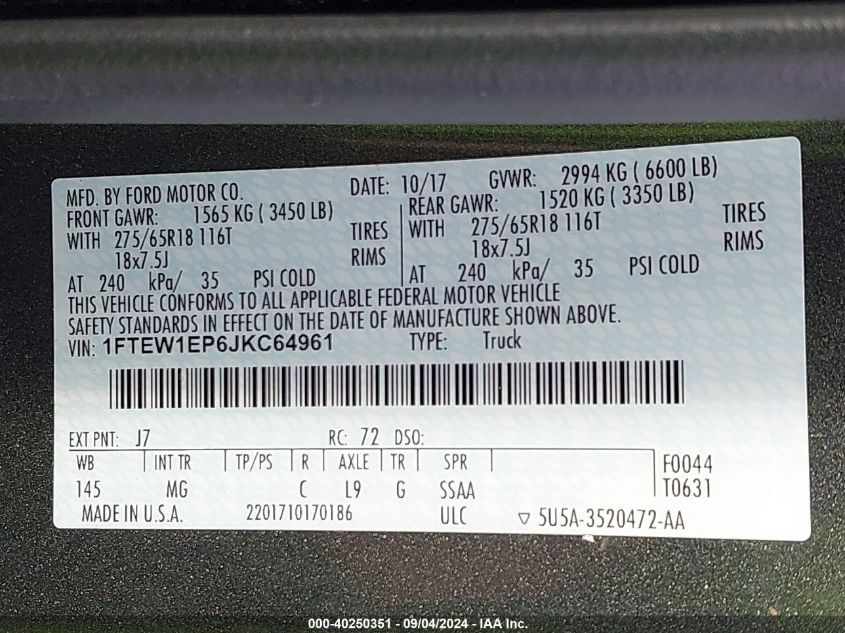 MFD. BY FORD MOTOR CO. DATE: 10/17 GVWR: 2994 KG ( 6600 LB)
FRONT GAWR: 1565 KG ( 3450 LB) REAR GAWR: 1520 KG ( 3350 LB)
WITH 275/65R18 116T TIRES WITH 275/65R18 116T TIRES
18x7.5J RIMS 18x7.5J RIMS
AT 240 kPa/ 35 PSI COLD AT 240 kPa/ 35 PSI COLD
THIS VEHICLE CONFORMS TO ALL APPLICABLE FEDERAL MOTOR VEHICLE
SAFETY STANDARDS IN EFFECT ON THE DATE OF MANUFACTURE SHOWN ABOVE.
VIN: 1FTEW1EP6JKC64961 TYPE: Truck
EXT PNT: J7 RC: 72 DSO:
WB INT TR TP/PS R AXLE TR SPR F0044
145 MG C L9 G SSAA T0631
MADE IN U.S.A. 2201710170186 ULC ▽ 5U5A-3520472-AA
000-40250351 - 09/04/2024 - IAA Inc.